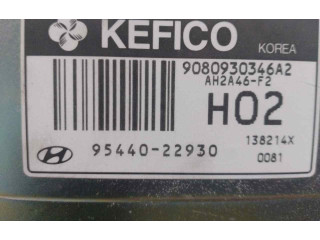 KEFICO
KOREA
9080930346A2
AH2A46-F2
H02
95440-22930
138214X
0081